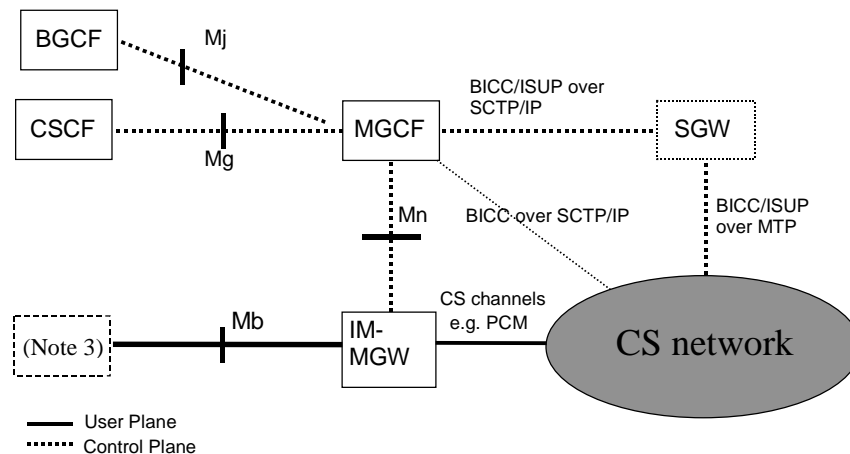 BGCF
Mj
BICC/ISUP over
SCTP/IP
CSCF
Mg
MGCF
SGW
Mn
BICC over SCTP/IP
BICC/ISUP
over MTP
CS channels
e.g. PCM
(Note 3)
Mb
IM-
MGW
CS network
User Plane
Control Plane